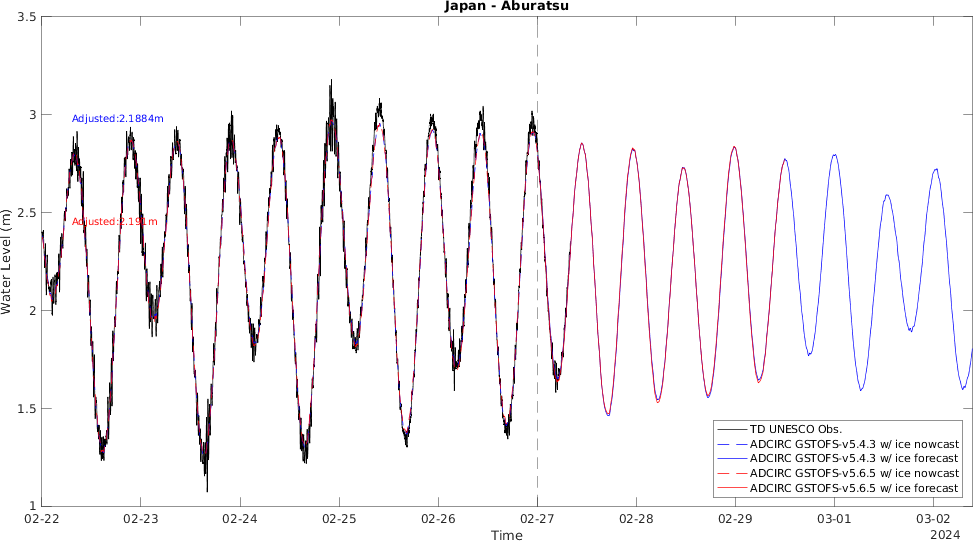 Japan - Aburatsu
3.5
3
2.5
2
1.5
1
Water Level (m)
Adjusted:2.1884m
Adjusted:2.191m
TD UNESCO Obs.
ADCIRC GSTOFS-v5.4.3 w/ ice nowcast
ADCIRC GSTOFS-v5.4.3 w/ ice forecast
ADCIRC GSTOFS-v5.6.5 w/ ice nowcast
ADCIRC GSTOFS-v5.6.5 w/ ice forecast
02-22 02-23 02-24 02-25 02-26 02-27 02-28 02-29 03-01 03-02
Time
2024